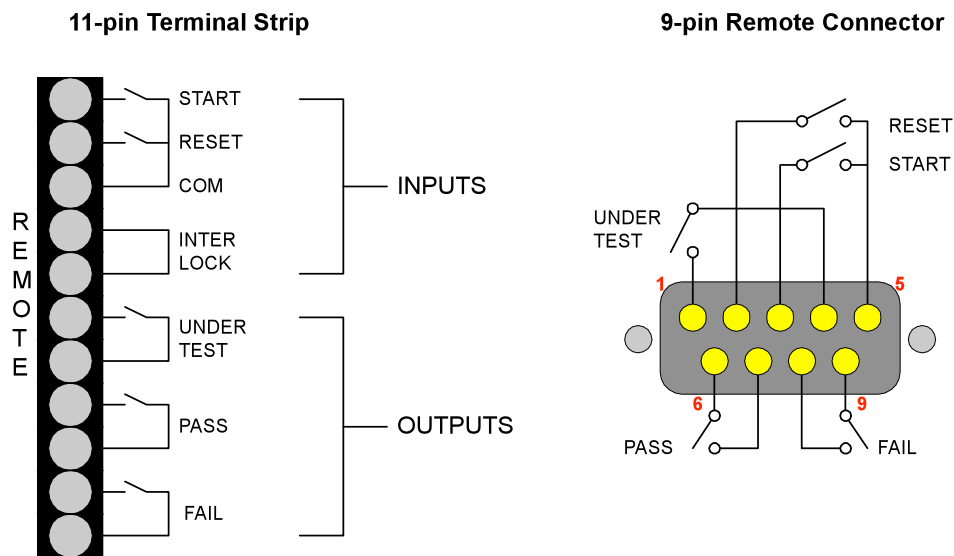 11-pin Terminal Strip
START
RESET
COM
INTER
LOCK
UNDER
TEST
PASS
FAIL
REMOTE
INPUTS
OUTPUTS
9-pin Remote Connector
RESET
START
UNDER
TEST
1
5
6
9
PASS
FAIL